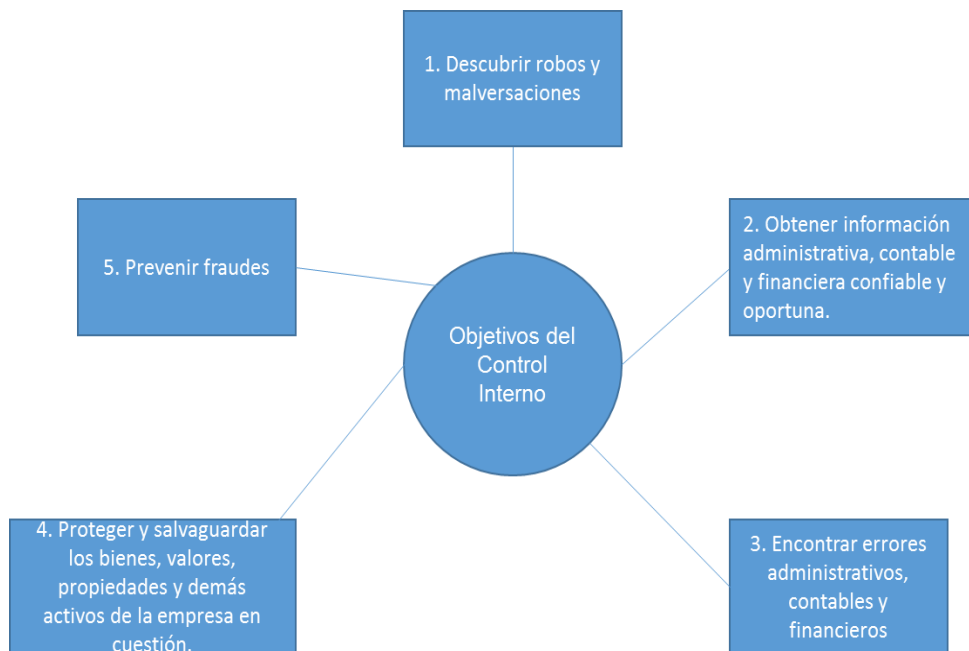 1. Descubrir robos y
malversaciones
5. Prevenir fraudes
2. Obtener información
administrativa, contable
y financiera confiable y
oportuna.
Objetivos del
Control
Interno
4. Proteger y salvaguardar
los bienes, valores,
propiedades y demás
activos de la empresa en
cuestión.
3. Encontrar errores
administrativos,
contables y
financieros